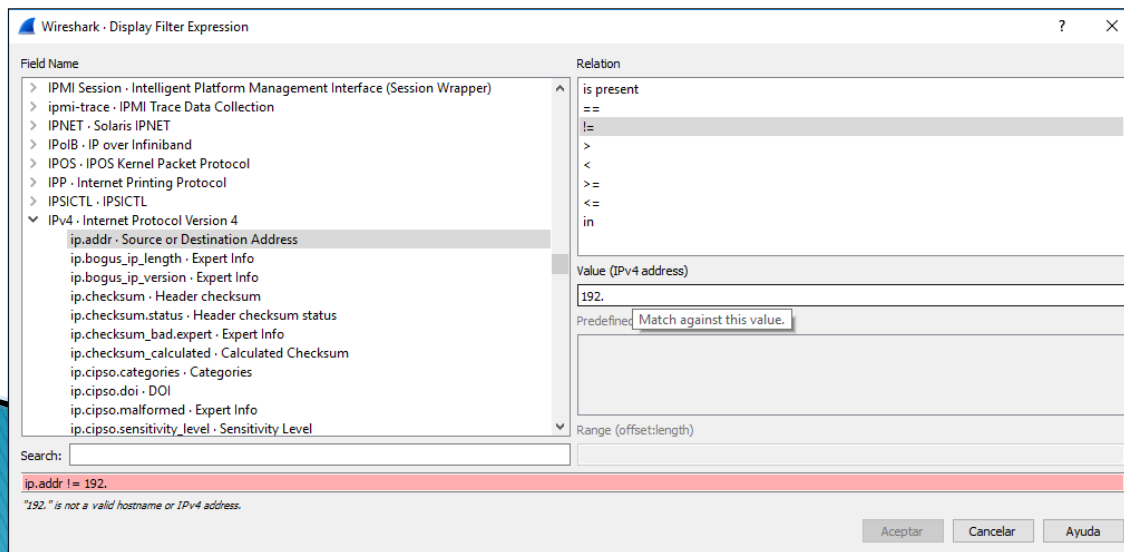 Wireshark · Display Filter Expression
?
Field Name
IPMI Session · Intelligent Platform Management Interface (Session Wrapper)
ipmi-trace · IPMI Trace Data Collection
IPNET · Solaris IPNET
IPoIB · IP over Infiniband
IPOS · IPOS Kernel Packet Protocol
IPP · Internet Printing Protocol
IPSICTL · IPSICTL
IPv4 · Internet Protocol Version 4
ip.addr · Source or Destination Address
ip.bogus_ip_length · Expert Info
ip.bogus_ip_version · Expert Info
ip.checksum · Header checksum
ip.checksum.status · Header checksum status
ip.checksum_bad.expert · Expert Info
ip.checksum_calculated · Calculated Checksum
ip.cipso.categories · Categories
ip.cipso.doi · DOI
ip.cipso.malformed · Expert Info
ip.cipso.sensitivity_level · Sensitivity Level
Search:
Relation
is present
==
!=
>
<
>=
<=
in
Value (IPv4 address)
192.
Predefined
Match against this value.
Range (offset:length)
ip.addr != 192.
"192." is not a valid hostname or IPv4 address.
Aceptar
Cancelar
Ayuda